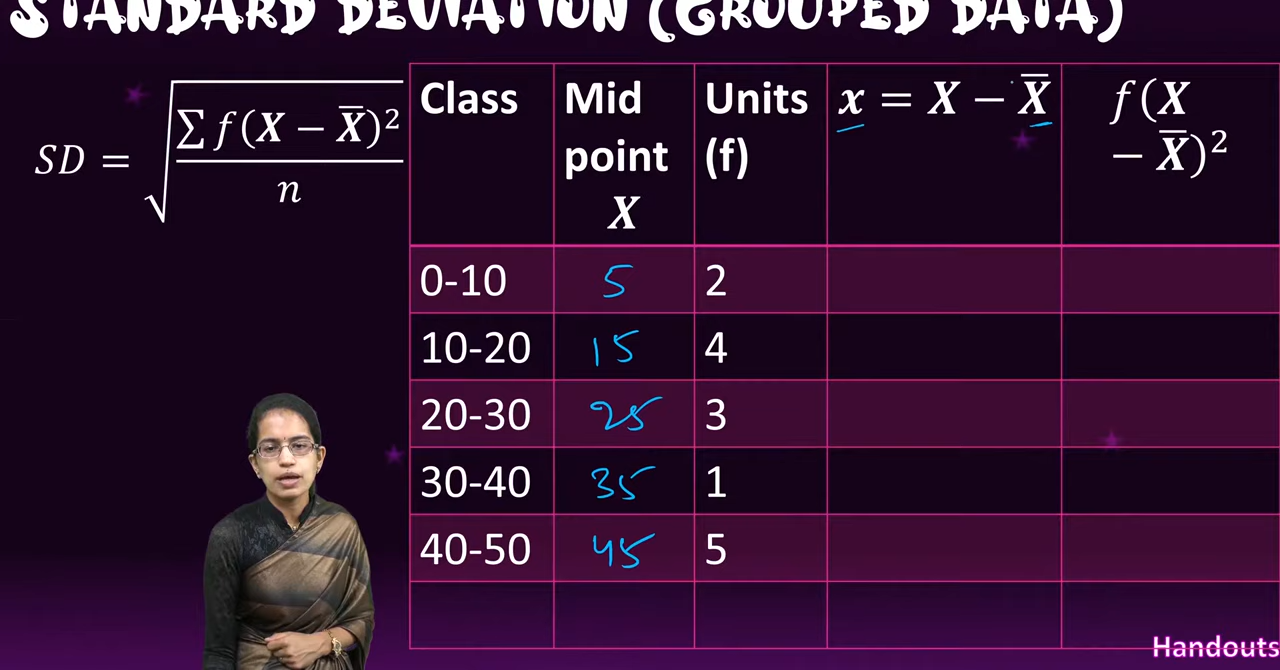 STANDARD DEVIATION (GROUPED DATA)
SD = √(∑ f(X − X̅)² / n)
Class | Mid point X | Units (f) | x = X − X̅ | f(X − X̅)²
0-10 | 5 | 2
10-20 | 15 | 4
20-30 | 25 | 3
30-40 | 35 | 1
40-50 | 45 | 5
Handouts